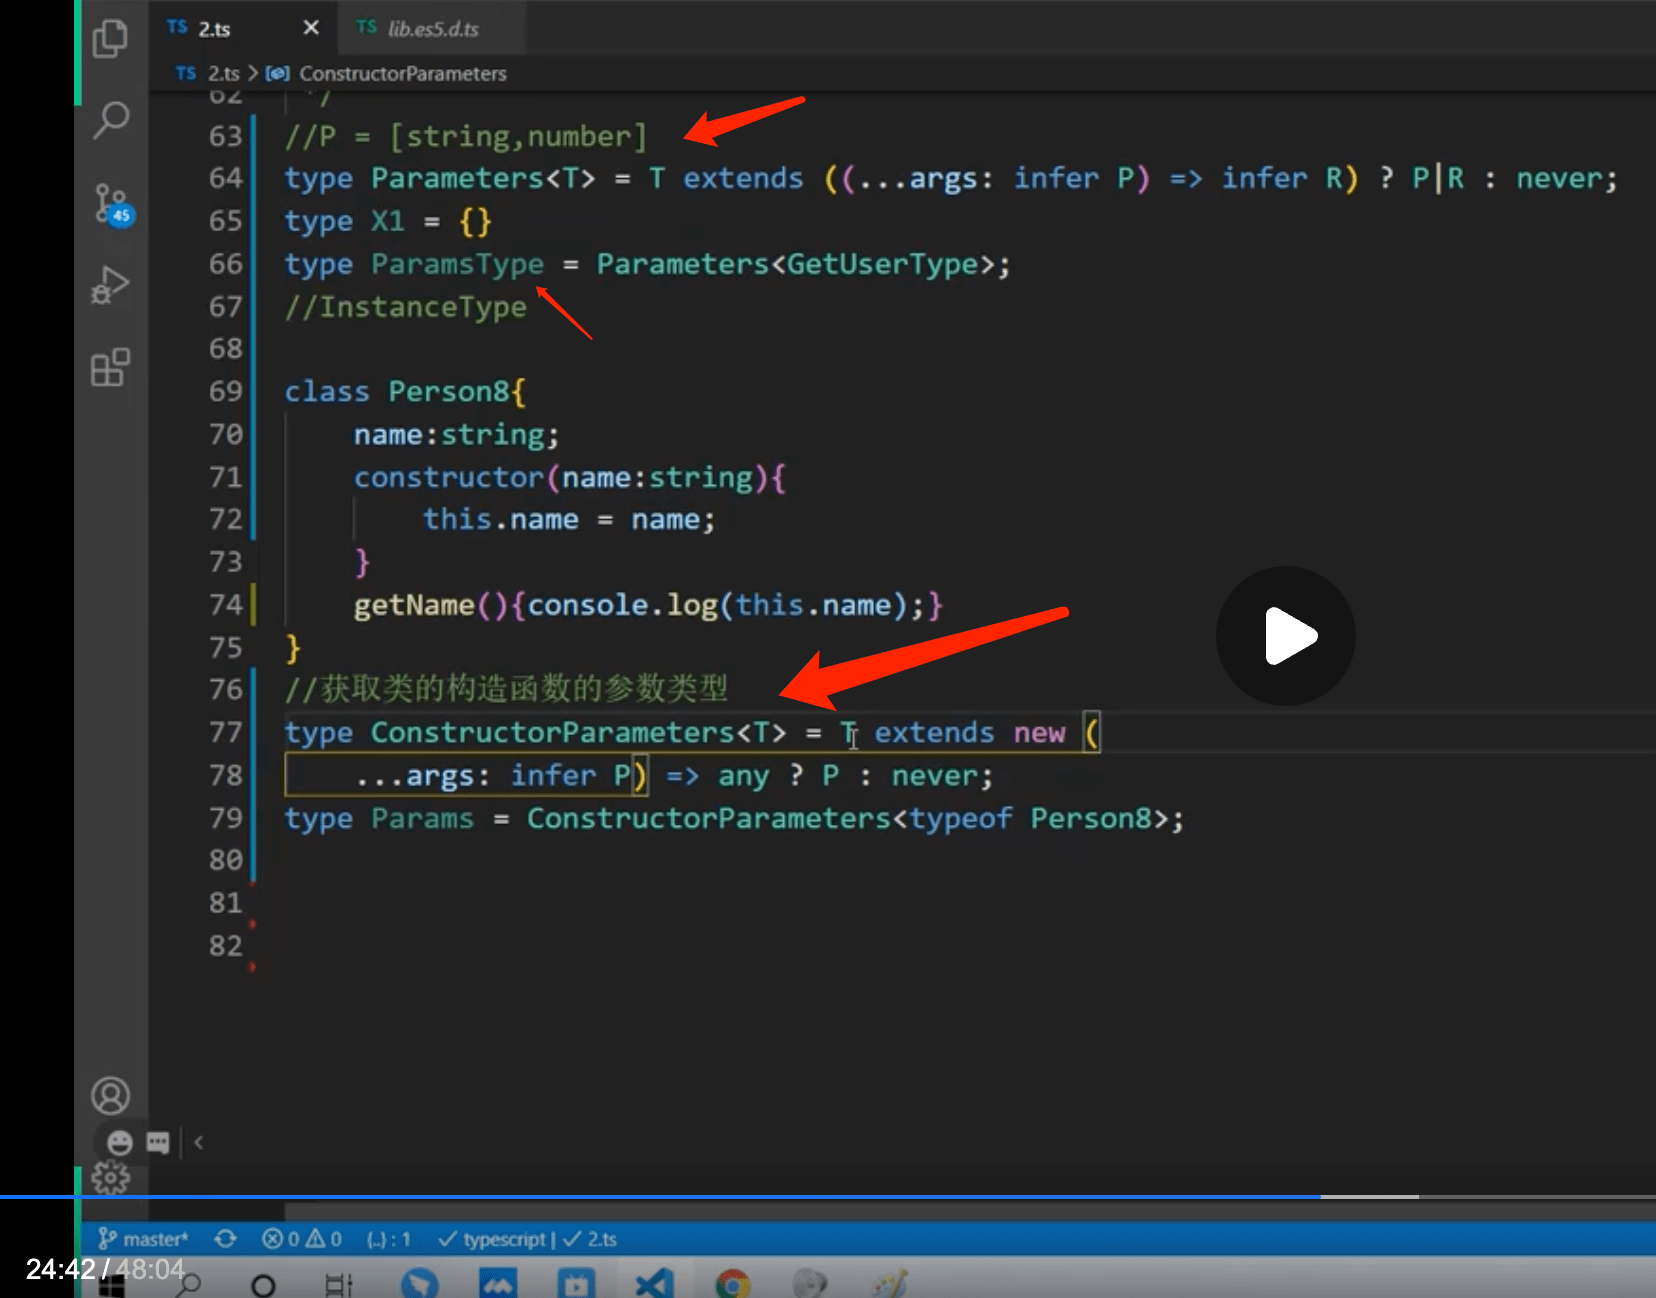 TS 2.ts × TS lib.es5.d.ts
TS 2.ts > ConstructorParameters
62 */
63 //P = [string,number]
64 type Parameters<T> = T extends ((...args: infer P) => infer R) ? P|R : never;
65 type X1 = {}
66 type ParamsType = Parameters<GetUserType>;
67 //InstanceType
68
69 class Person8{
70 name:string;
71 constructor(name:string){
72 this.name = name;
73 }
74 getName(){console.log(this.name);}
75 }
76 //获取类的构造函数的参数类型
77 type ConstructorParameters<T> = T extends new (
78 ...args: infer P) => any ? P : never;
79 type Params = ConstructorParameters<typeof Person8>;
80
81
82
45
master* 0 0 {..} : 1 ✓ typescript | ✓ 2.ts
24:42 / 48:04